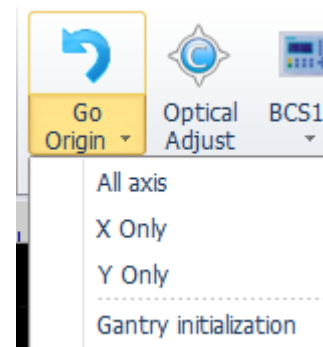 Go
Origin
Optical
Adjust
BCS1
All axis
X Only
Y Only
Gantry initialization